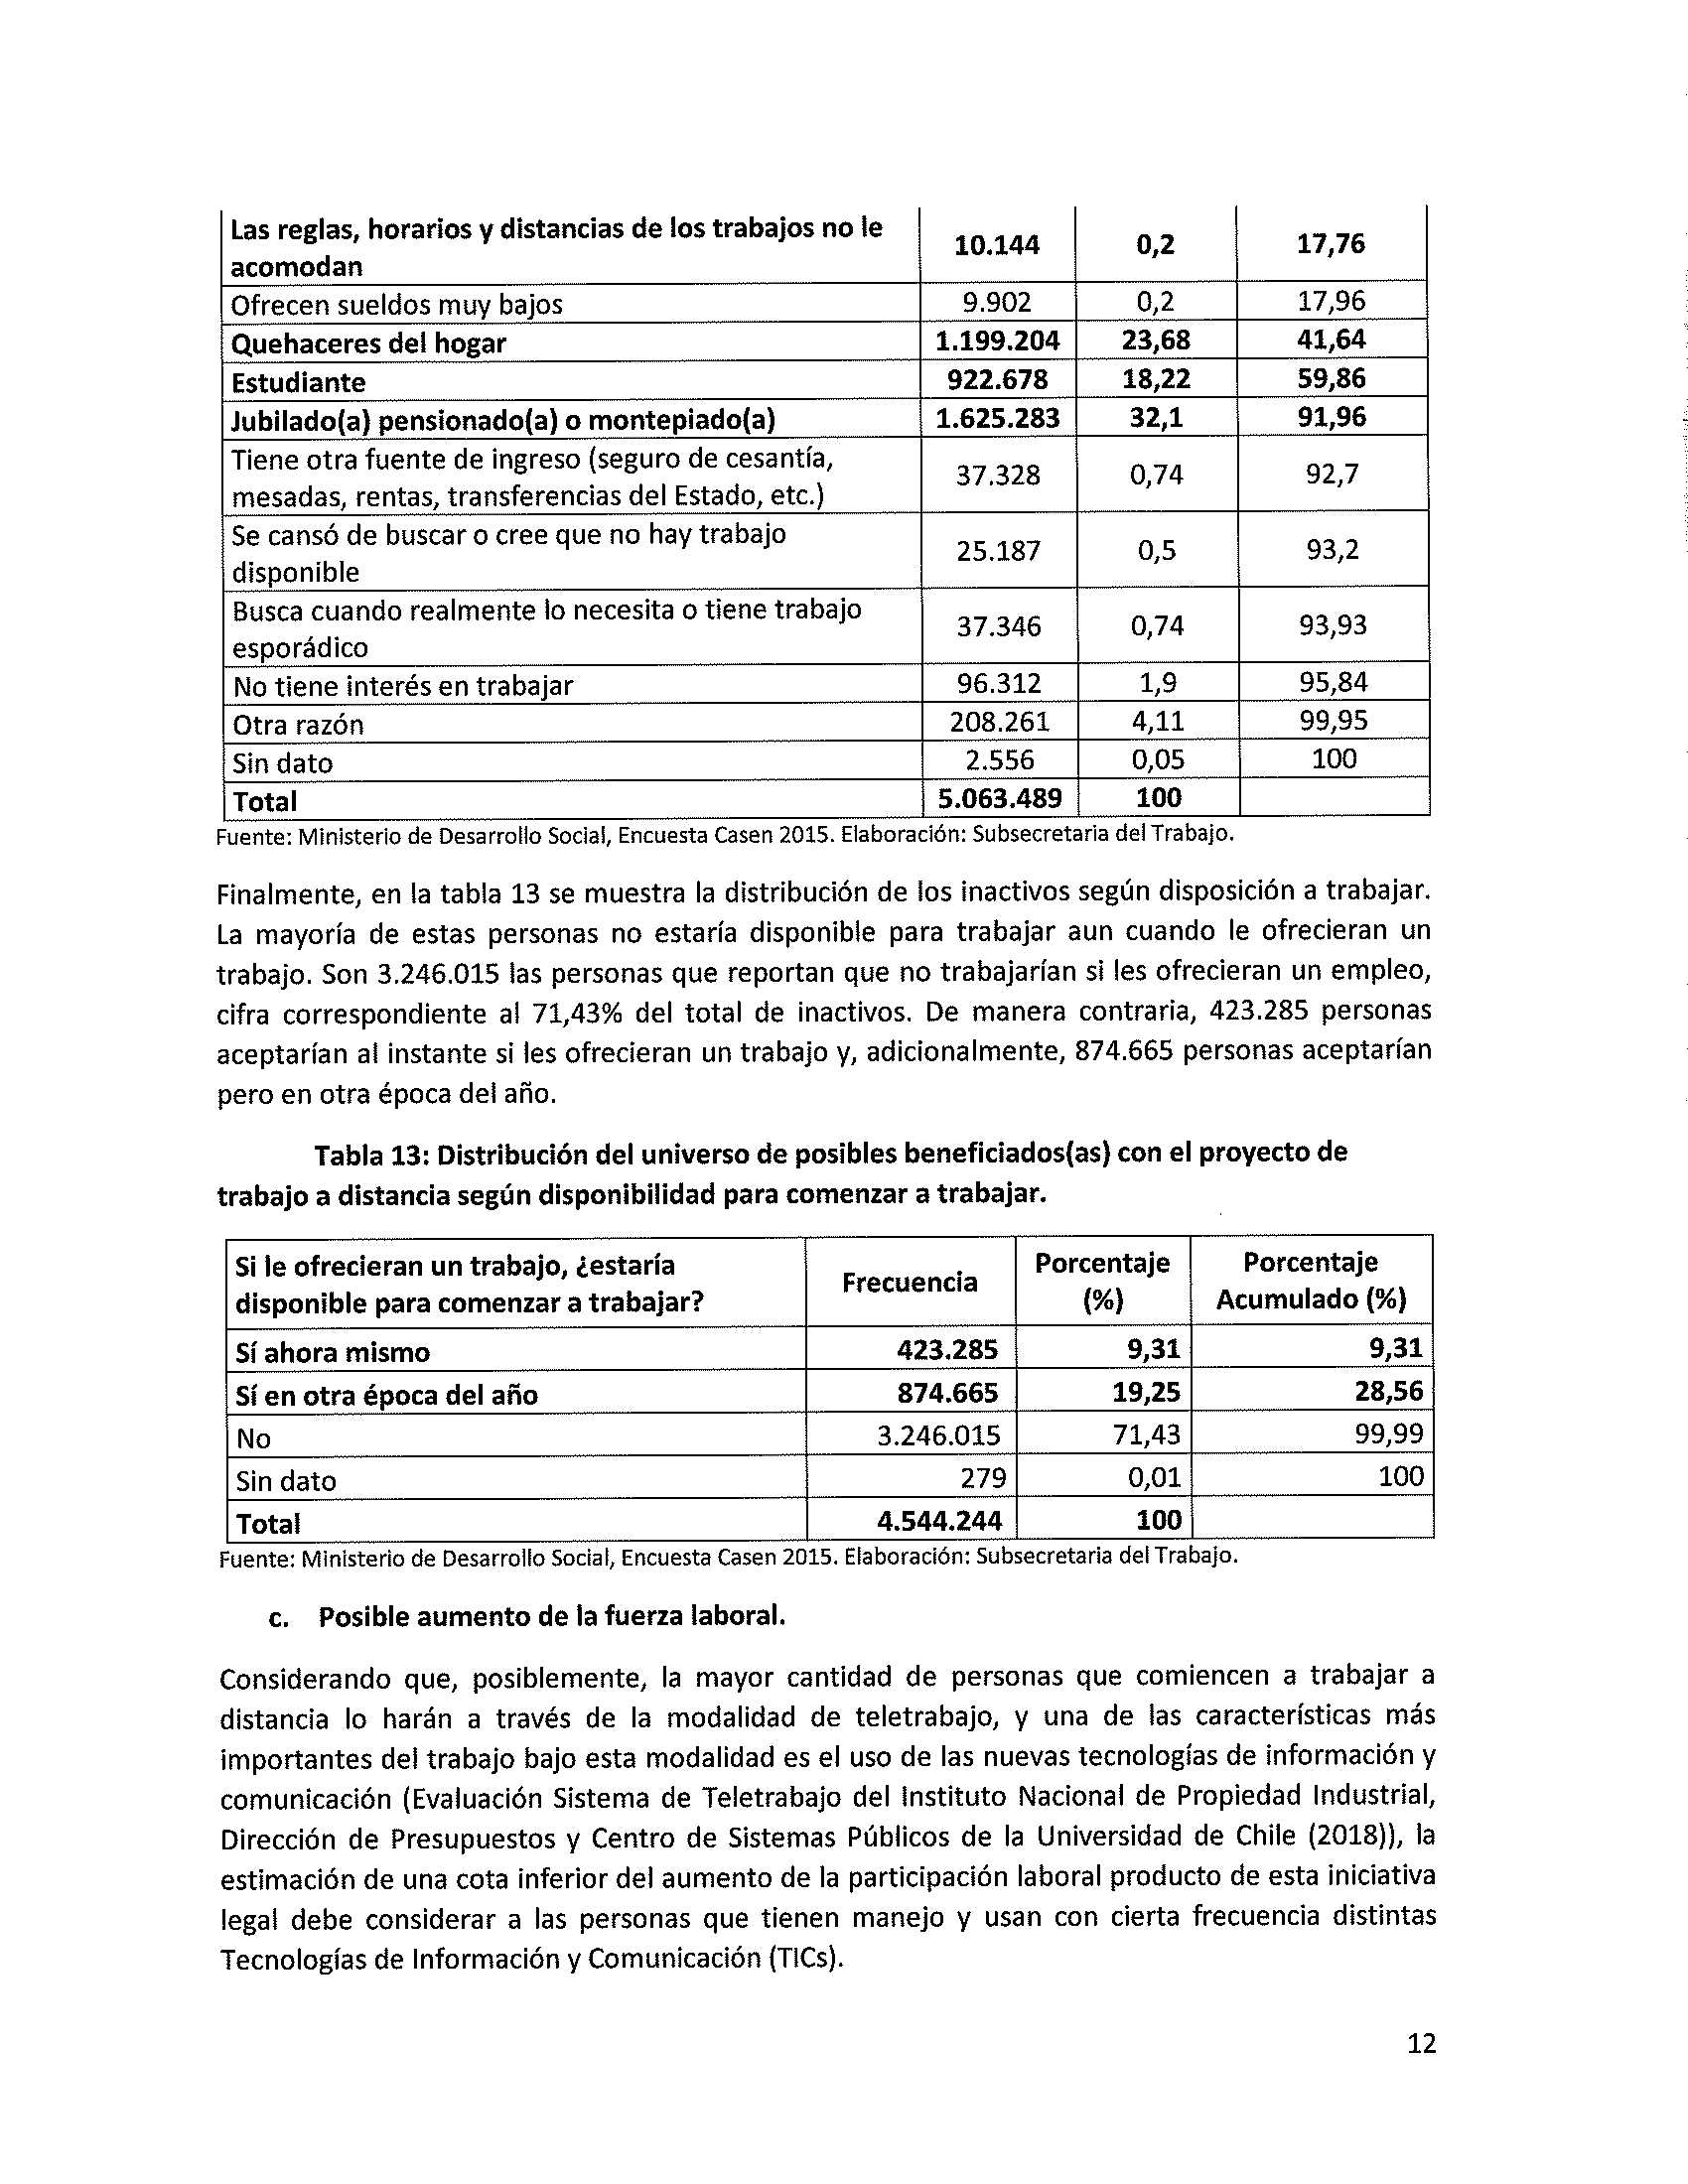 Las reglas, horarios y distancias de los trabajos no le
acomodan
10.144 0,2 17,76
Ofrecen sueldos muy bajos 9.902 0,2 17,96
Quehaceres del hogar 1.199.204 23,68 41,64
Estudiante 922.678 18,22 59,86
Jubilado(a) pensionado(a) o montepiado(a) 1.625.283 32,1 91,96
Tiene otra fuente de ingreso (seguro de cesantía,
mesadas, rentas, transferencias del Estado, etc.)
37.328 0,74 92,7
Se cansó de buscar o cree que no hay trabajo
disponible
25.187 0,5 93,2
Busca cuando realmente lo necesita o tiene trabajo
esporádico
37.346 0,74 93,93
No tiene interés en trabajar 96.312 1,9 95,84
Otra razón 208.261 4,11 99,95
Sin dato 2.556 0,05 100
Total 5.063.489 100
Fuente: Ministerio de Desarrollo Social, Encuesta Casen 2015. Elaboración: Subsecretaria del Trabajo.
Finalmente, en la tabla 13 se muestra la distribución de los inactivos según disposición a trabajar.
La mayoría de estas personas no estaría disponible para trabajar aun cuando le ofrecieran un
trabajo. Son 3.246.015 las personas que reportan que no trabajarían si les ofrecieran un empleo,
cifra correspondiente al 71,43% del total de inactivos. De manera contraria, 423.285 personas
aceptarían al instante si les ofrecieran un trabajo y, adicionalmente, 874.665 personas aceptarían
pero en otra época del año.
Tabla 13: Distribución del universo de posibles beneficiados(as) con el proyecto de
trabajo a distancia según disponibilidad para comenzar a trabajar.
Si le ofrecieran un trabajo, ¿estaría
disponible para comenzar a trabajar?
Frecuencia
Porcentaje
(%)
Porcentaje
Acumulado (%)
Sí ahora mismo 423.285 9,31 9,31
Sí en otra época del año 874.665 19,25 28,56
No 3.246.015 71,43 99,99
Sin dato 279 0,01 100
Total 4.544.244 100
Fuente: Ministerio de Desarrollo Social, Encuesta Casen 2015. Elaboración: Subsecretaria del Trabajo.
c. Posible aumento de la fuerza laboral.
Considerando que, posiblemente, la mayor cantidad de personas que comiencen a trabajar a
distancia lo harán a través de la modalidad de teletrabajo, y una de las características más
importantes del trabajo bajo esta modalidad es el uso de las nuevas tecnologías de información y
comunicación (Evaluación Sistema de Teletrabajo del Instituto Nacional de Propiedad Industrial,
Dirección de Presupuestos y Centro de Sistemas Públicos de la Universidad de Chile (2018)), la
estimación de una cota inferior del aumento de la participación laboral producto de esta iniciativa
legal debe considerar a las personas que tienen manejo y usan con cierta frecuencia distintas
Tecnologías de Información y Comunicación (TICs).
12